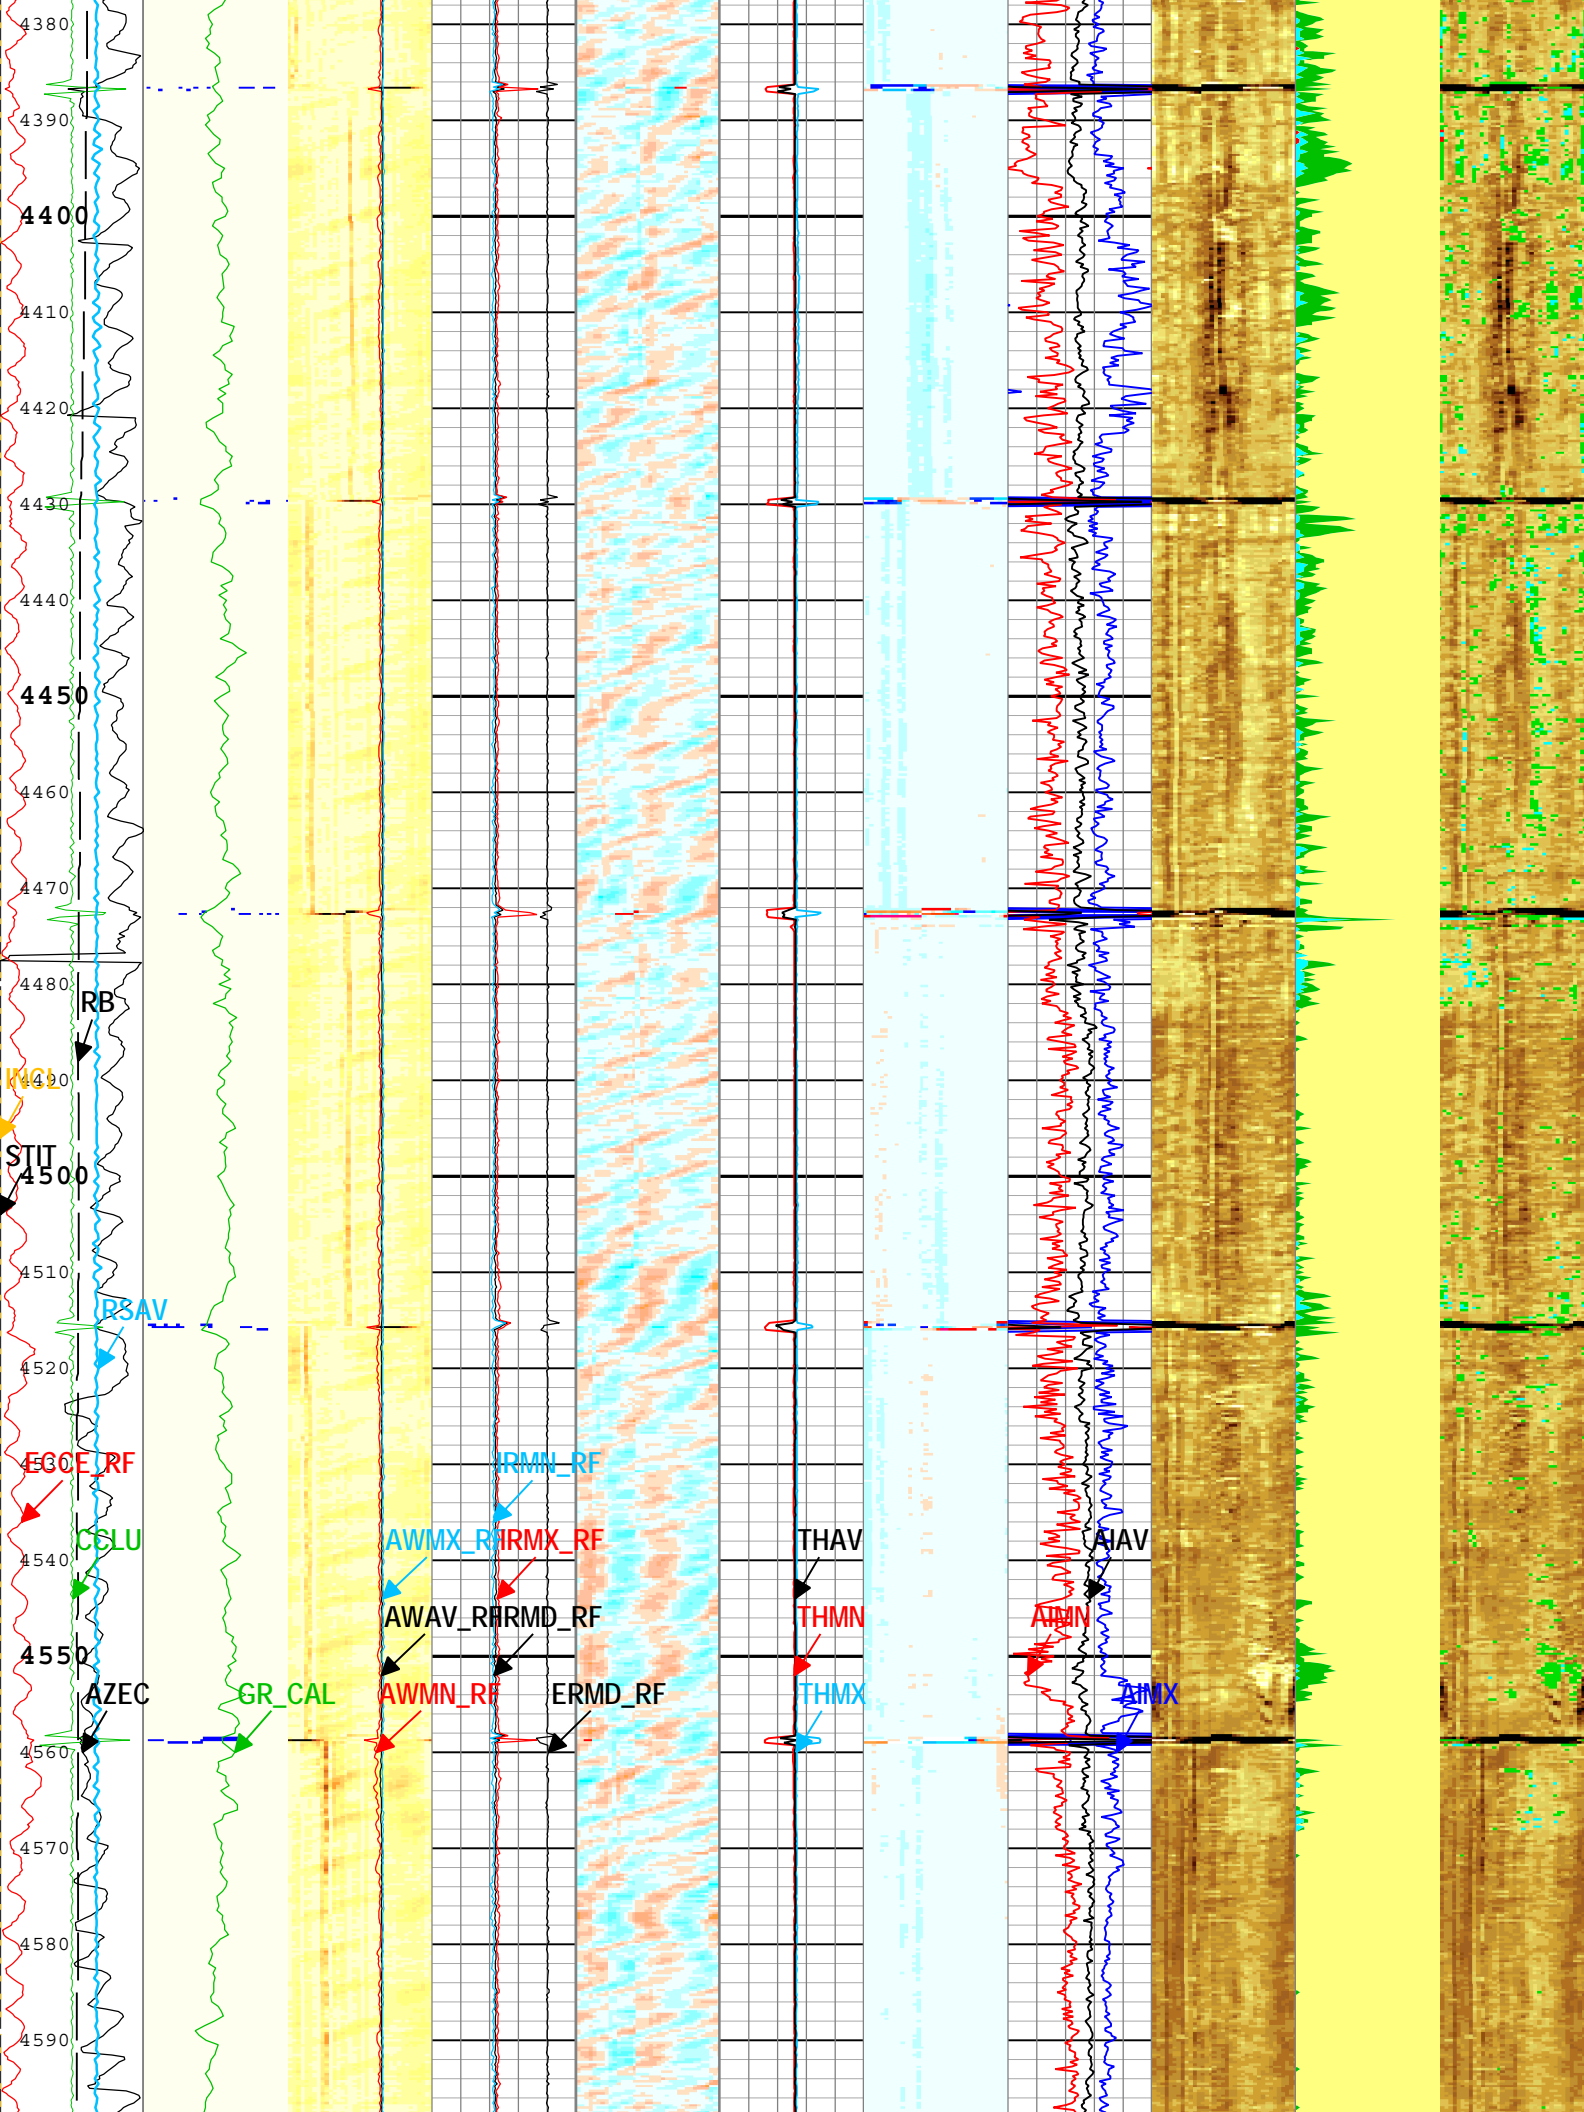 4380
4390
4400
4410
4420
4430
4440
4450
4460
4470
4480
RB
INCL 4490
STIT
4500
4510
RSAV
4520
ECCE_RF 4530 IRMN_RF
CCLU AWMX_RF IRMX_RF THAV AIAV
4540
AWAV_RF IRMD_RF THMN AIMN
4550
AZEC GR_CAL AWMN_RF ERMD_RF THMX AIMX
4560
4570
4580
4590